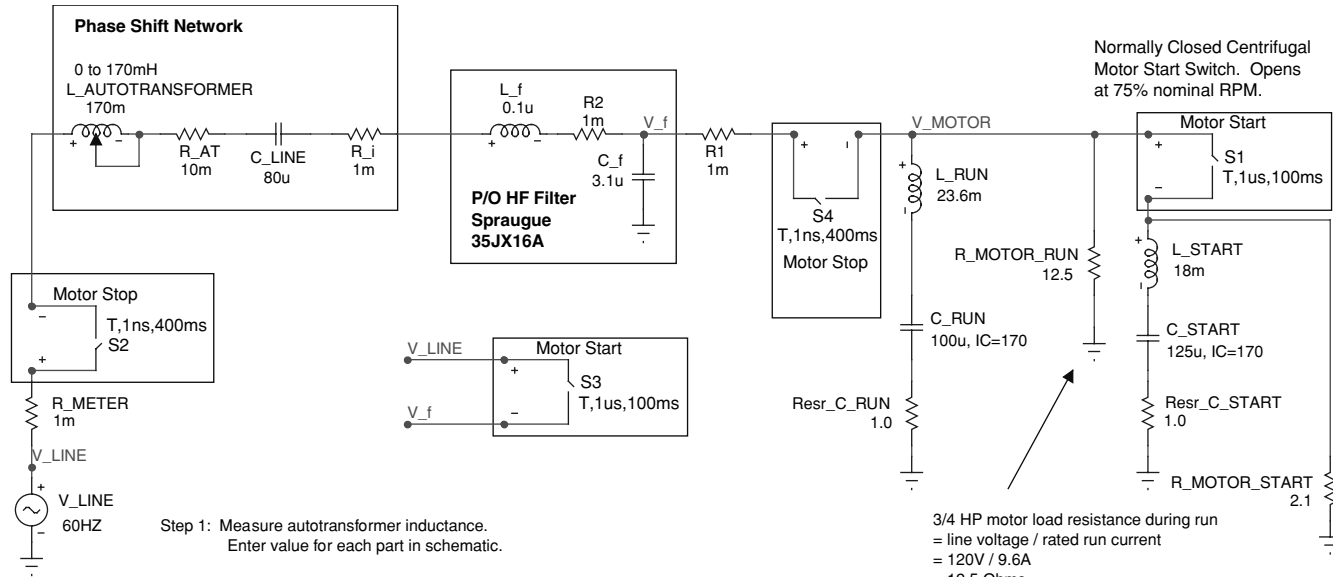 Phase Shift Network
0 to 170mH
L_AUTOTRANSFORMER
170m
+
-
R_AT
10m
C_LINE
80u
R_i
1m
L_f
0.1u
+
-
R2
1m
V_f
C_f
3.1u
P/O HF Filter
Spraugue
35JX16A
R1
1m
+
-
S4
T,1ns,400ms
Motor Stop
V_MOTOR
+
L_RUN
23.6m
-
C_RUN
100u, IC=170
Resr_C_RUN
1.0
R_MOTOR_RUN
12.5
Normally Closed Centrifugal
Motor Start Switch. Opens
at 75% nominal RPM.
Motor Start
+
S1
T,1us,100ms
-
+
L_START
18m
-
C_START
125u, IC=170
Resr_C_START
1.0
R_MOTOR_START
2.1
Motor Stop
-
T,1ns,400ms
S2
+
R_METER
1m
V_LINE
+
V_LINE
60HZ
-
V_LINE
Motor Start
+
S3
T,1us,100ms
V_f
-
Step 1: Measure autotransformer inductance.
Enter value for each part in schematic.
3/4 HP motor load resistance during run
= line voltage / rated run current
= 120V / 9.6A